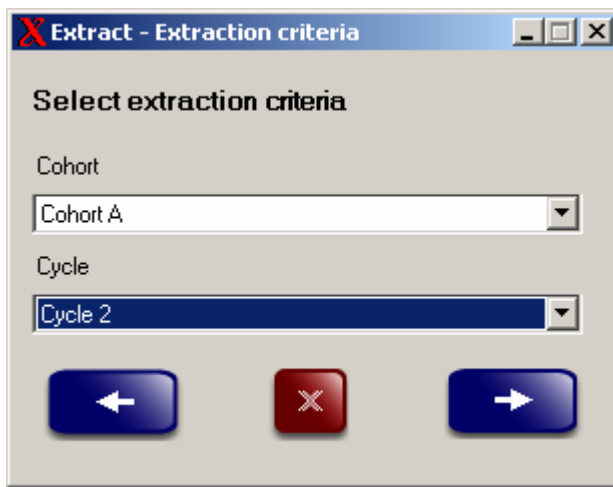 Extract - Extraction criteria
Select extraction criteria
Cohort
Cohort A
Cycle
Cycle 2